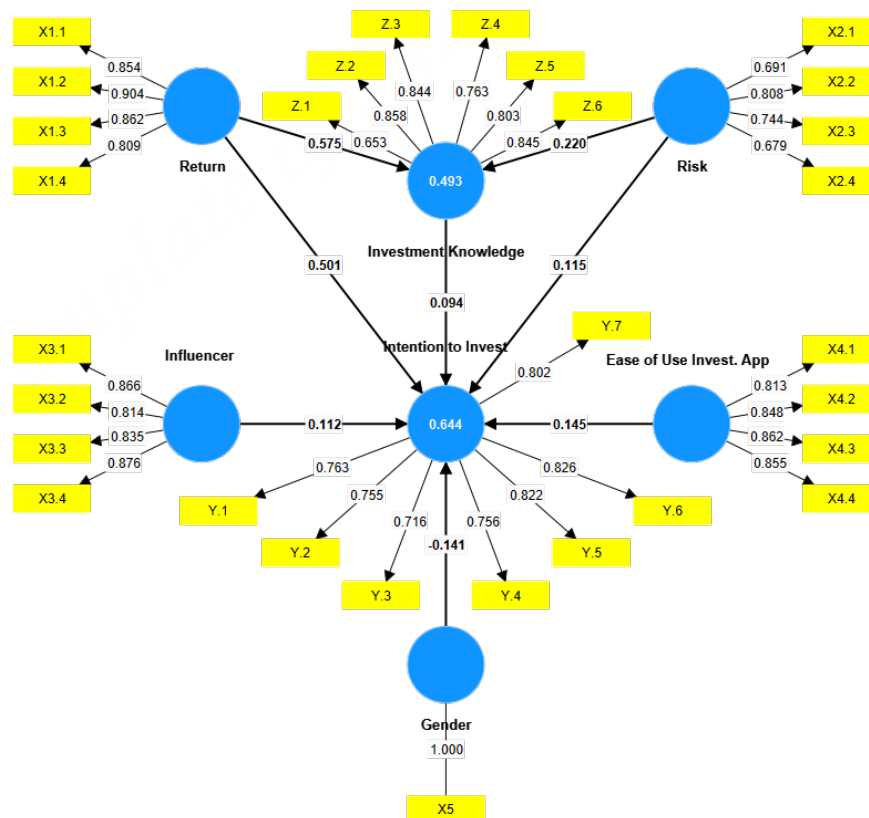 Z.3
Z.4
X1.1
X2.1
Z.2
Z.5
0.854
0.691
X1.2
0.904
0.844
0.763
0.808
X2.2
Z.1
0.858
0.803
Z.6
X1.3
0.862
0.744
X2.3
0.809
0.575
0.653
0.845
0.220
0.679
X1.4
Return
0.493
Risk
X2.4
Investment Knowledge
0.501
0.115
0.094
Y.7
X3.1
Influencer
Intention to Invest
Ease of Use Invest. App
X4.1
0.866
0.802
0.813
X3.2
0.814
0.848
X4.2
0.112
0.644
0.145
X3.3
0.835
0.862
X4.3
0.876
0.855
X3.4
0.763
0.826
X4.4
0.755
0.822
Y.1
0.716
0.756
Y.6
Y.2
-0.141
Y.5
Y.3
Y.4
Gender
1.000
X5